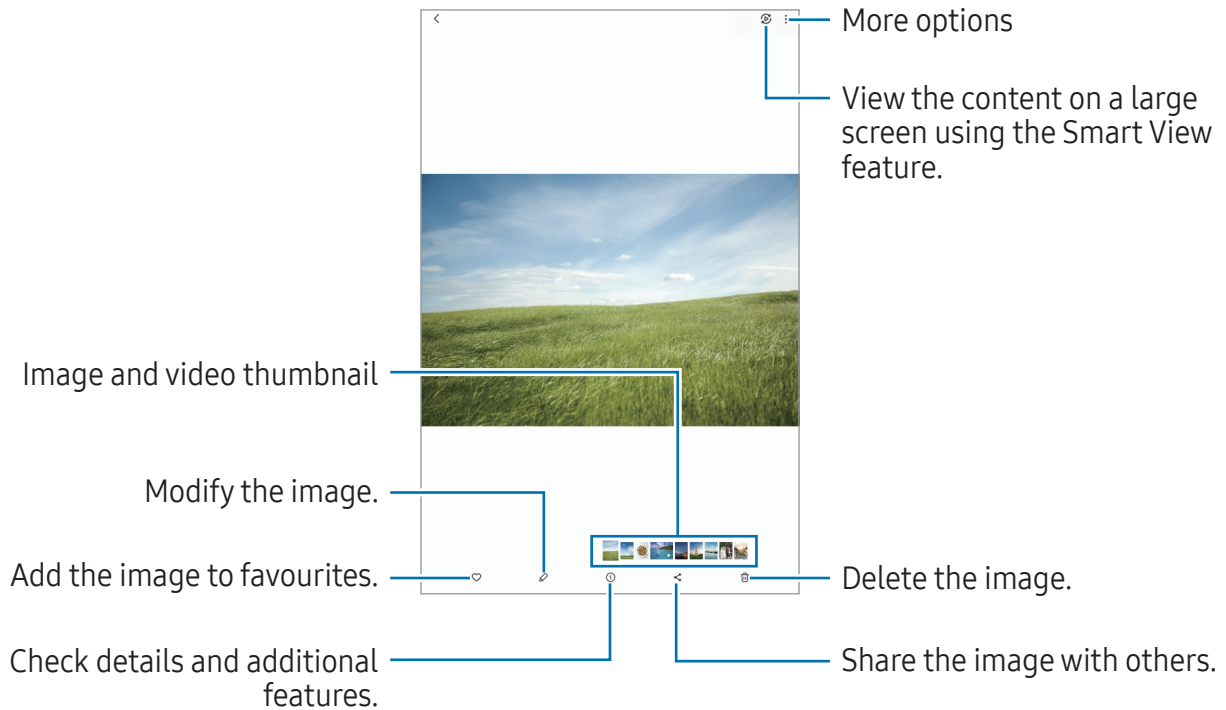 More options
View the content on a large
screen using the Smart View
feature.
Image and video thumbnail
Modify the image.
Add the image to favourites.
Delete the image.
Check details and additional
features.
Share the image with others.